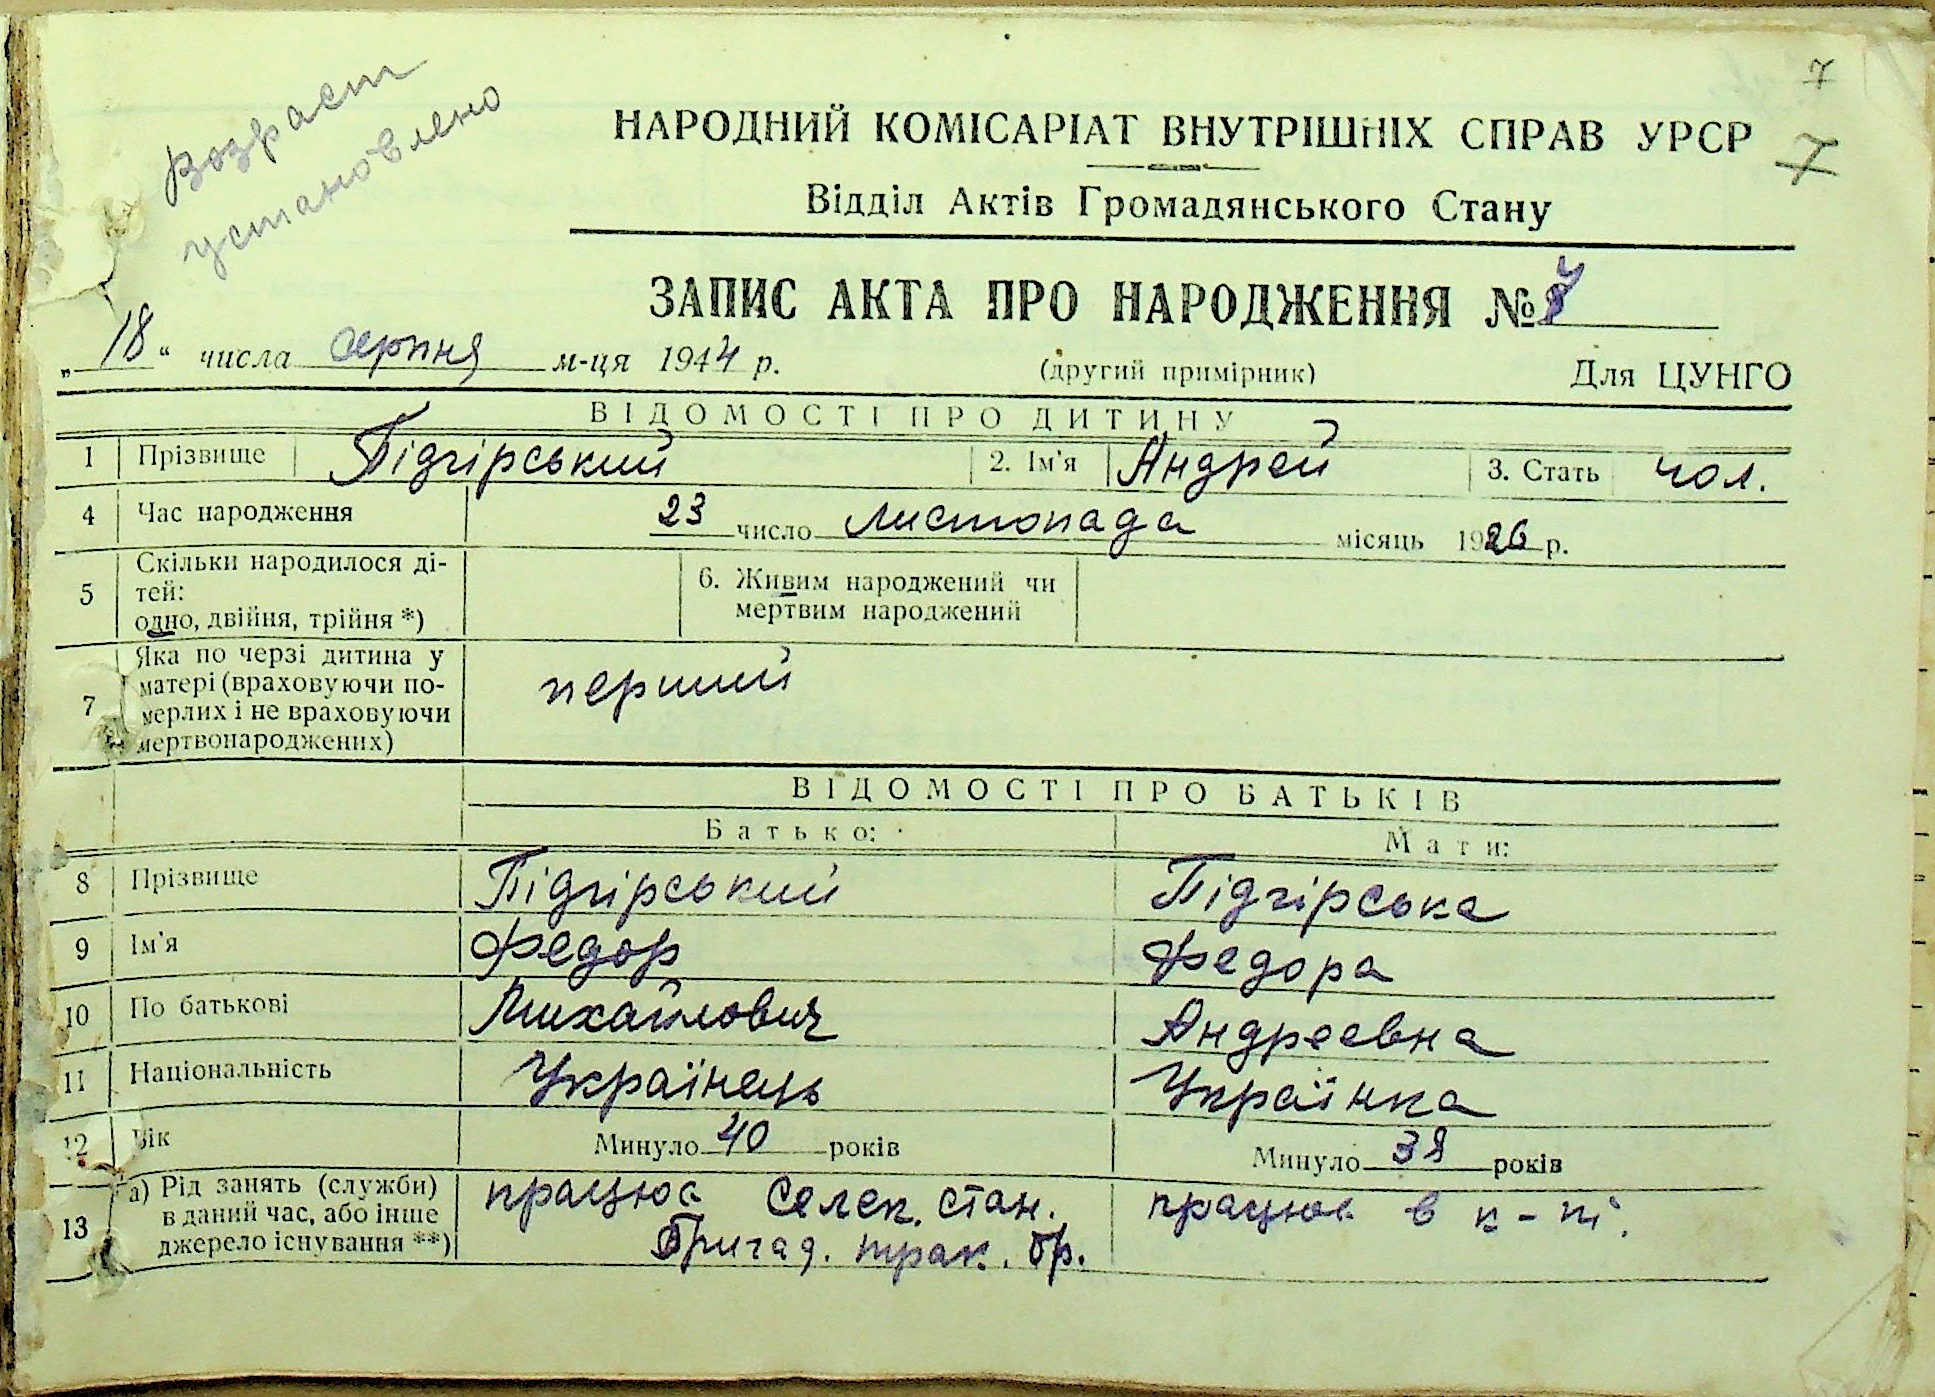 Возраст
установлено
7
7
НАРОДНИЙ КОМІСАРІАТ ВНУТРІШНІХ СПРАВ УРСР
Відділ Актів Громадянського Стану
ЗАПИС АКТА ПРО НАРОДЖЕННЯ №
„18“ числа серпня м-ця 1944 р. (другий примірник) Для ЦУНГО
ВІДОМОСТІ ПРО ДИТИНУ
1 Прізвище Підгірський 2. Ім'я Андрей 3. Стать чол.
4 Час народження 23 число листопада місяць 1926 р.
5 Скільки народилося ді-
тей:
одно, двійня, трійня *)
6. Живим народжений чи
мертвим народжений
7 Яка по черзі дитина у
матері (враховуючи по-
мерлих і не враховуючи
мертвонароджених)
перший
ВІДОМОСТІ ПРО БАТЬКІВ
Батько: Мати:
8 Прізвище Підгірський Підгірська
9 Ім'я Федор Федора
10 По батькові Михайлович Андреевна
11 Національність Українець Українка
12 Вік Минуло 40 років Минуло 38 років
13 а) Рід занять (служби)
в даний час, або інше
джерело існування **)
працює Селек. стан.
Бригад. трак. бр.
працює в к-пі.